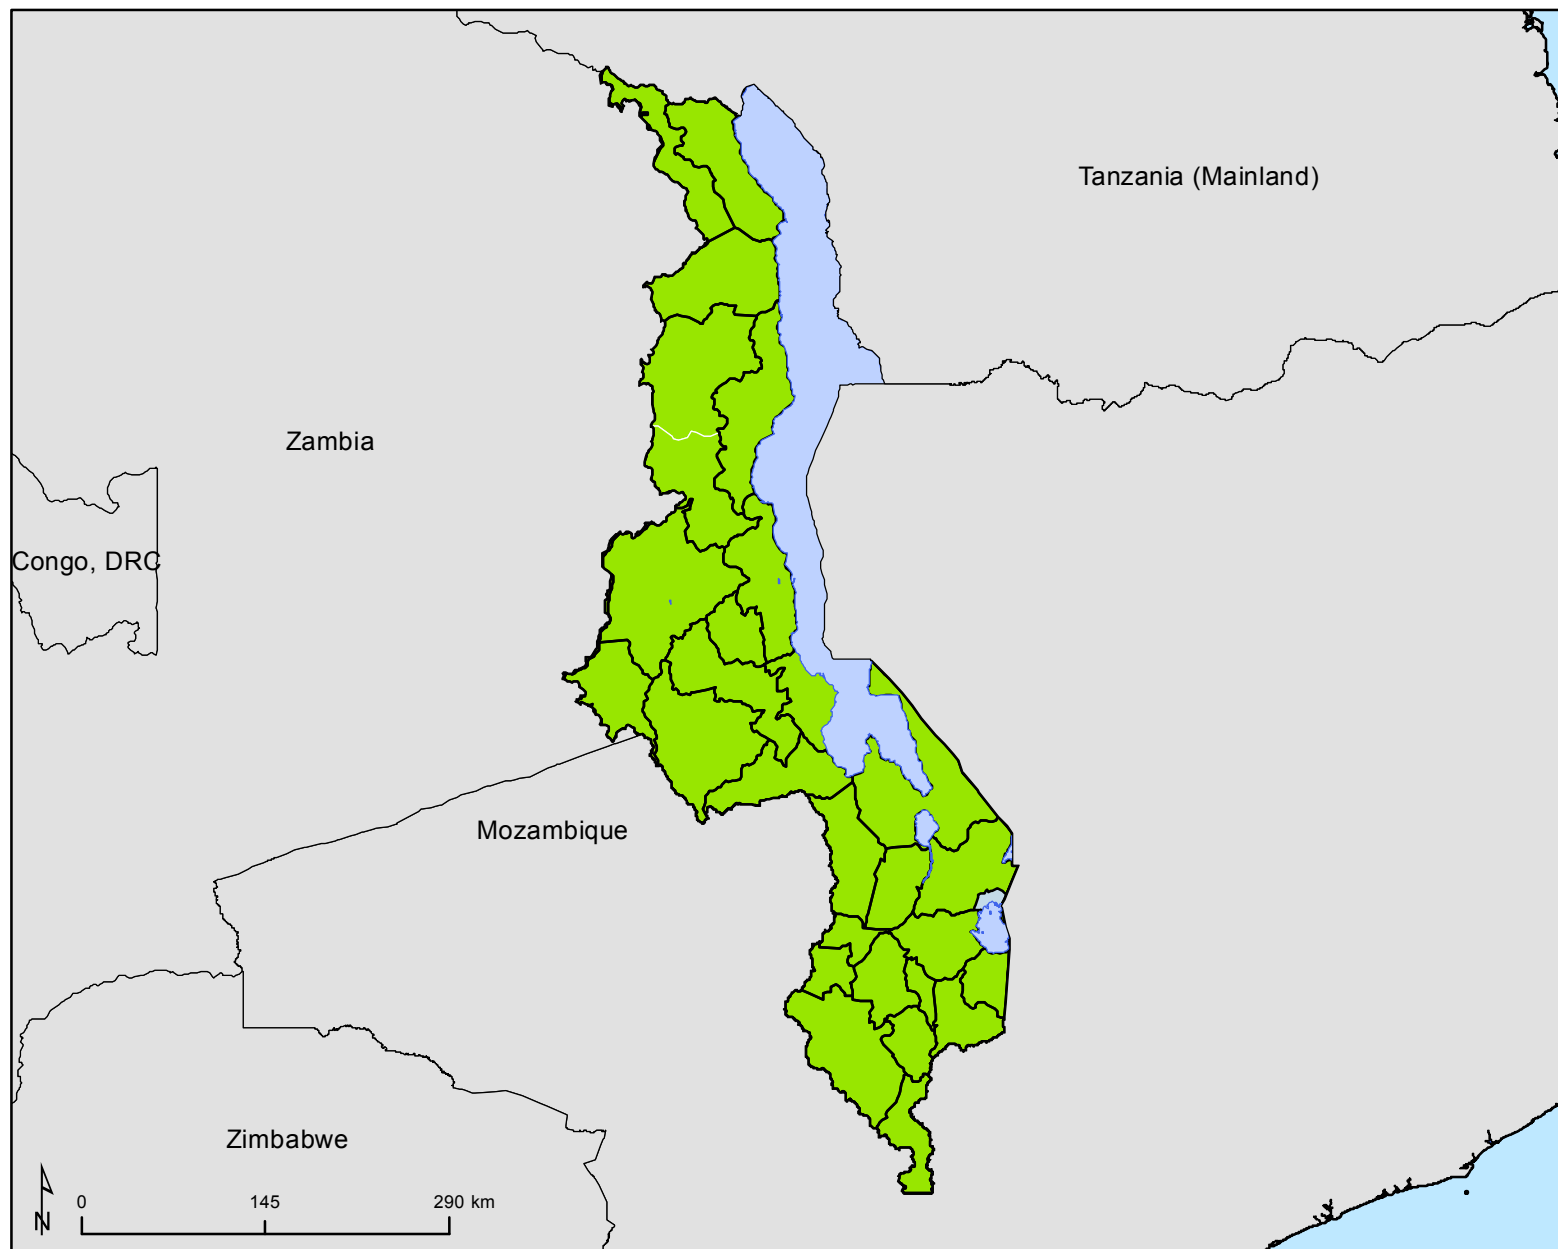 Tanzania (Mainland)
Zambia
Congo, DRC
Mozambique
Zimbabwe
N
0 145 290 km